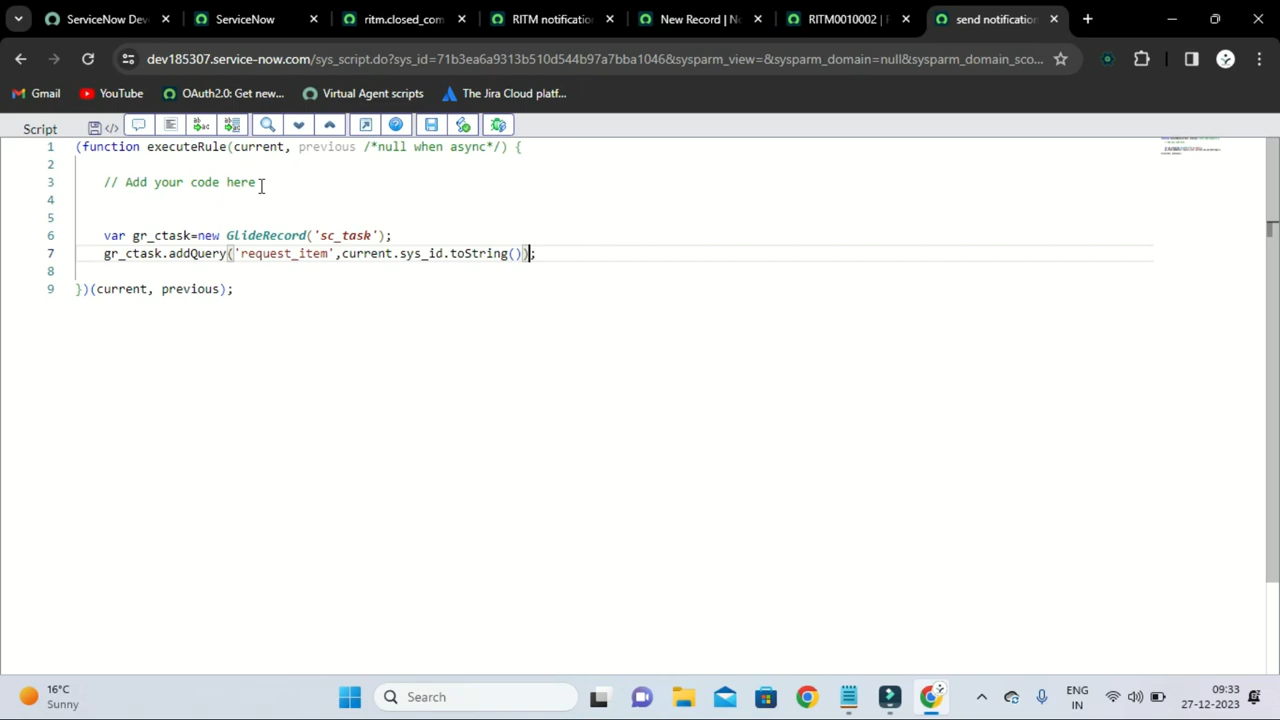 ServiceNow Dev
ServiceNow
ritm.closed_com
RITM notification
New Record | No
RITM0010002 | R
send notification
dev185307.service-now.com/sys_script.do?sys_id=71b3ea6a9313b510d544b97a7bba1046&sysparm_view=&sysparm_domain=null&sysparm_domain_sco...
Gmail
YouTube
OAuth2.0: Get new...
Virtual Agent scripts
The Jira Cloud platf...
Script
1 (function executeRule(current, previous /*null when async*/) {
2
3 // Add your code here
4
5
6 var gr_ctask=new GlideRecord('sc_task');
7 gr_ctask.addQuery('request_item',current.sys_id.toString());
8
9 })(current, previous);
16°C
Sunny
Search
ENG
IN
09:33
27-12-2023